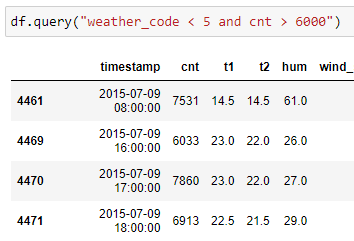 df.query("weather_code < 5 and cnt > 6000")
timestamp cnt t1 t2 hum wind_
4461 2015-07-09 08:00:00 7531 14.5 14.5 61.0
4469 2015-07-09 16:00:00 6033 23.0 22.0 26.0
4470 2015-07-09 17:00:00 7860 23.0 22.0 27.0
4471 2015-07-09 18:00:00 6913 22.5 21.5 29.0